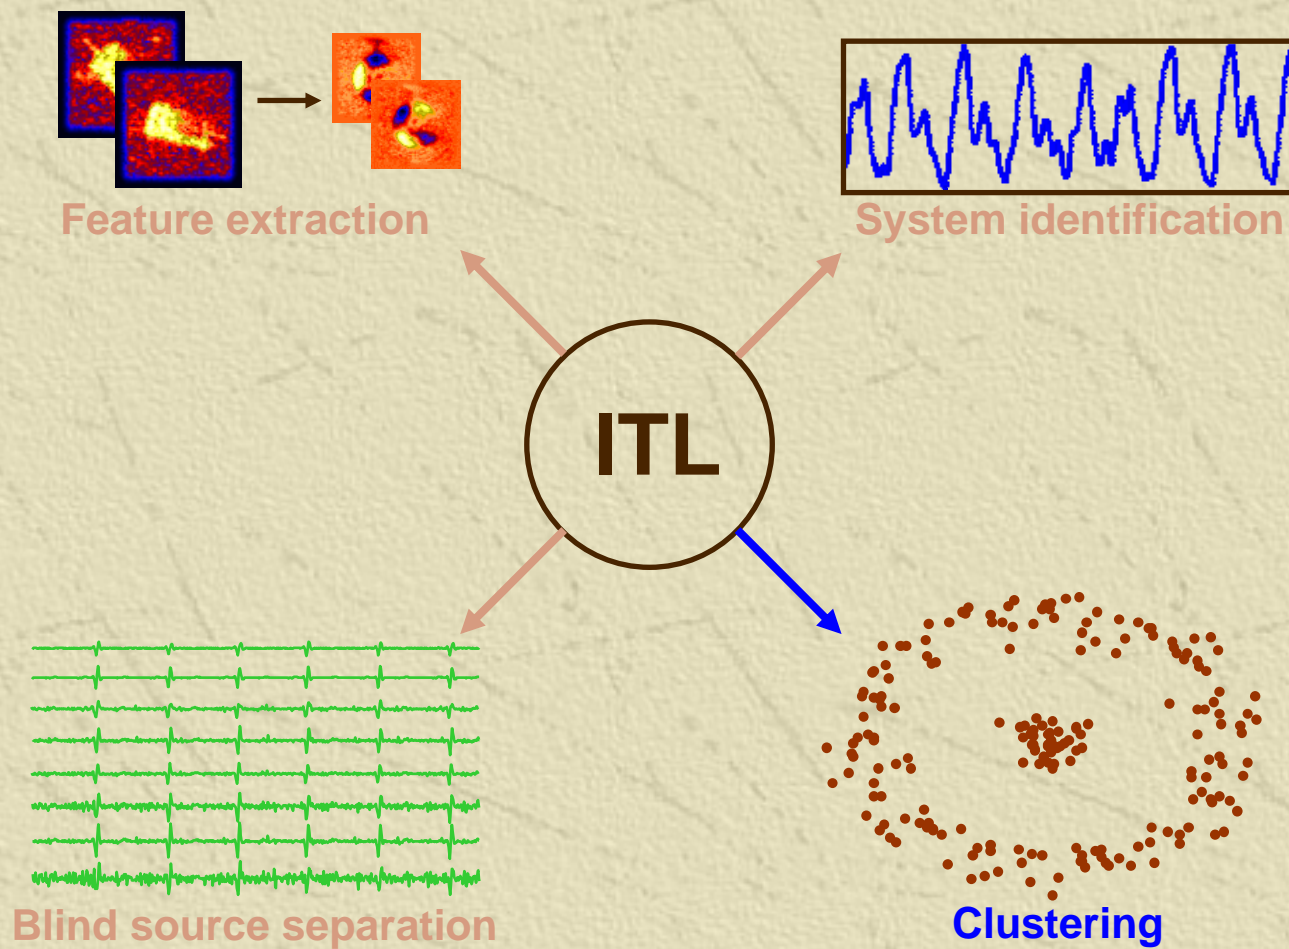 Feature extraction
System identification
ITL
Blind source separation
Clustering